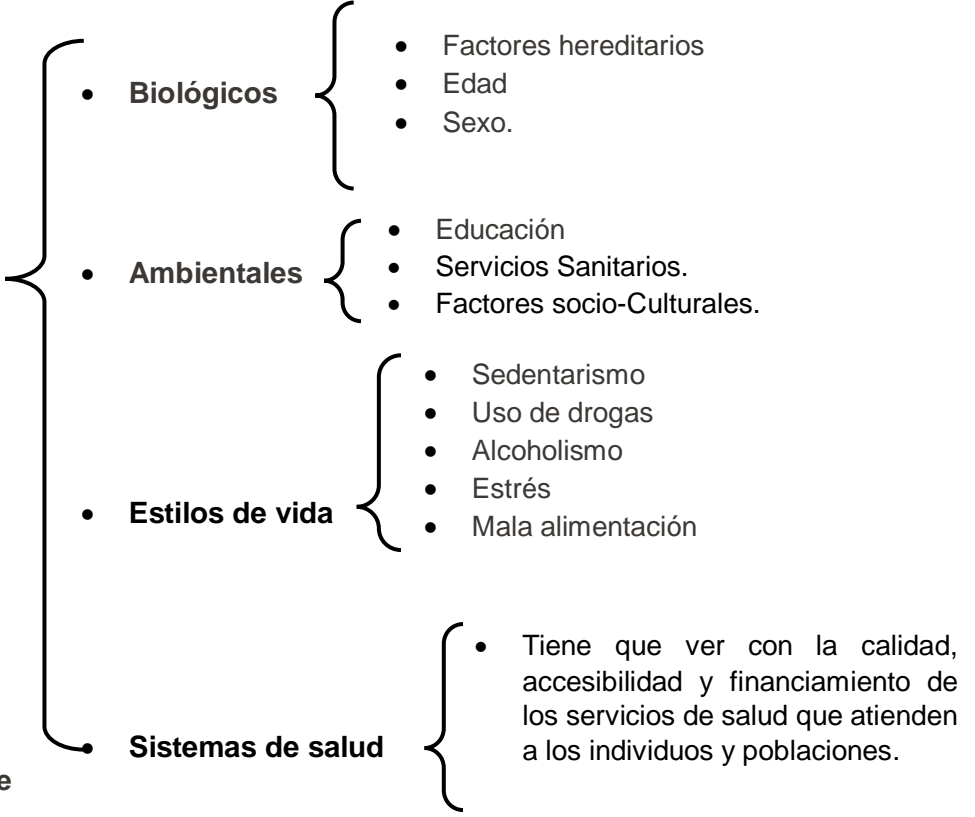 • Biológicos
• Factores hereditarios
• Edad
• Sexo.
• Ambientales
• Educación
• Servicios Sanitarios.
• Factores socio-Culturales.
• Estilos de vida
• Sedentarismo
• Uso de drogas
• Alcoholismo
• Estrés
• Mala alimentación
• Sistemas de salud
• Tiene que ver con la calidad,
accesibilidad y financiamiento de
los servicios de salud que atienden
a los individuos y poblaciones.
e